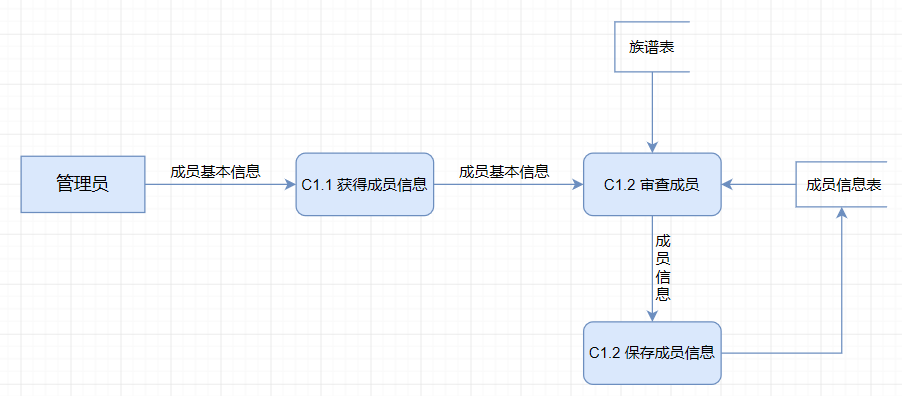 族谱表
管理员
成员基本信息
C1.1 获得成员信息
成员基本信息
C1.2 审查成员
成员信息表
成
员
信
息
C1.2 保存成员信息